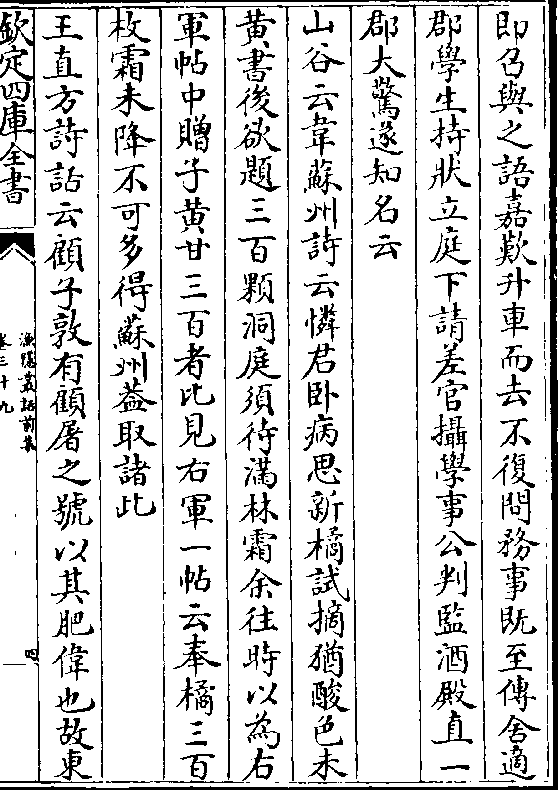 即召與之語嘉歎升車而去不復問務事既至傳舍適
郡學生持狀立庭下請差官攝學事公判監酒殿直一
郡大驚遂知名云
山谷云韋蘇州詩云憐君卧病思新橘試摘猶酸色未
黄書後欲題三百顆洞庭須待滿林霜余往時以為右
軍帖中贈子黄甘三百者比見右軍一帖云奉橘三百
枚霜未降不可多得蘇州葢取諸此
王直方詩話云顧子敦有顧屠之號以其肥偉也故東
欽定四庫全書
漁隱叢話前集
卷三十九
四